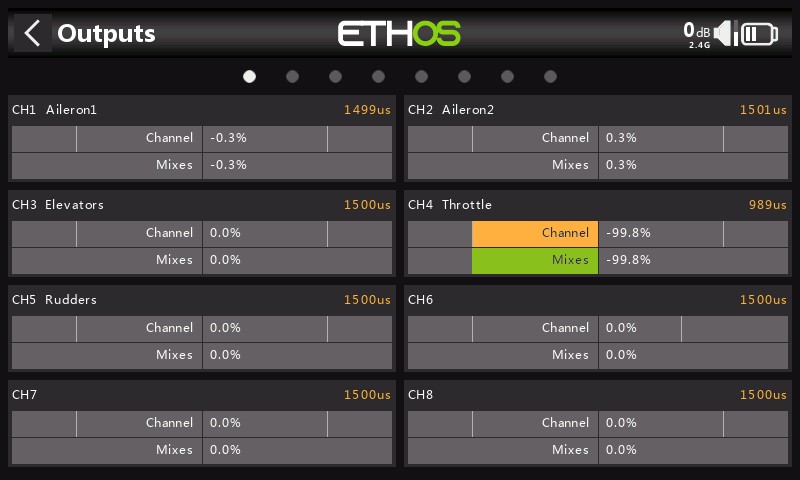 Outputs
ETHOS
0dB
2.4G
CH1 Aileron1 1499us
Channel -0.3%
Mixes -0.3%
CH2 Aileron2 1501us
Channel 0.3%
Mixes 0.3%
CH3 Elevators 1500us
Channel 0.0%
Mixes 0.0%
CH4 Throttle 989us
Channel -99.8%
Mixes -99.8%
CH5 Rudders 1500us
Channel 0.0%
Mixes 0.0%
CH6 1500us
Channel 0.0%
Mixes 0.0%
CH7 1500us
Channel 0.0%
Mixes 0.0%
CH8 1500us
Channel 0.0%
Mixes 0.0%